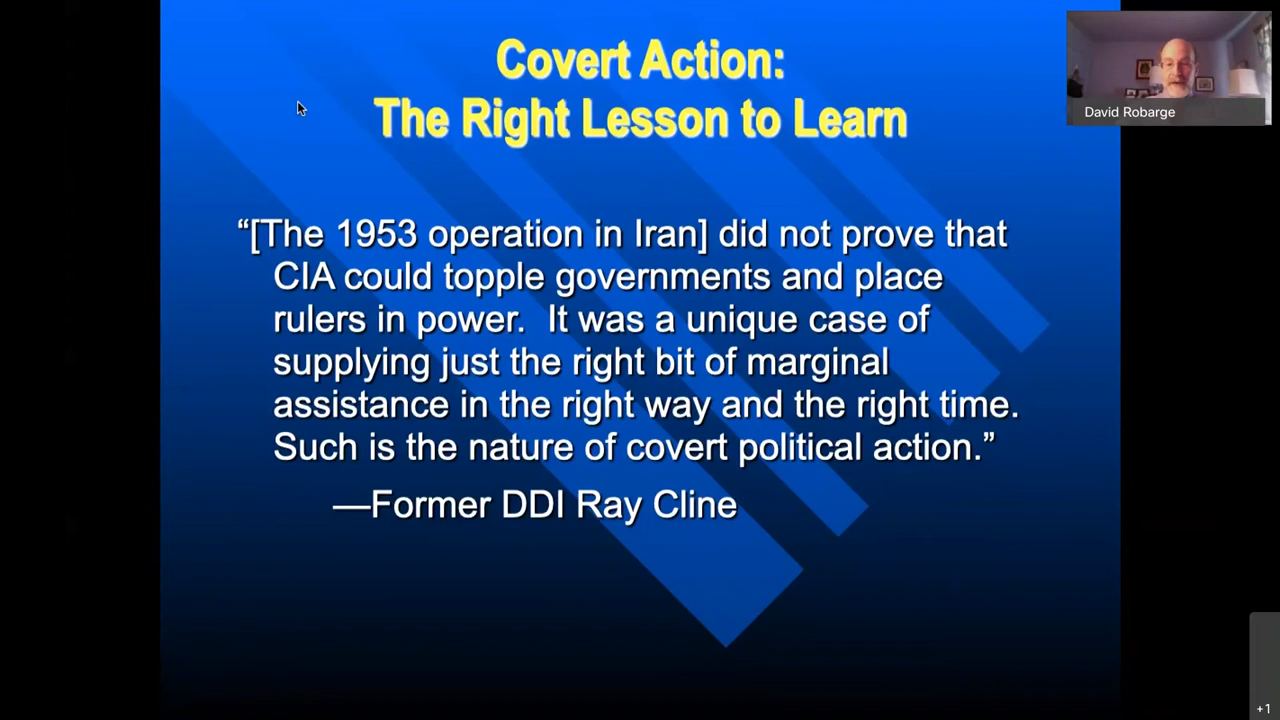 Covert Action:
The Right Lesson to Learn
David Robarge
“[The 1953 operation in Iran] did not prove that
CIA could topple governments and place
rulers in power.  It was a unique case of
supplying just the right bit of marginal
assistance in the right way and the right time.
Such is the nature of covert political action.”
—Former DDI Ray Cline
+1